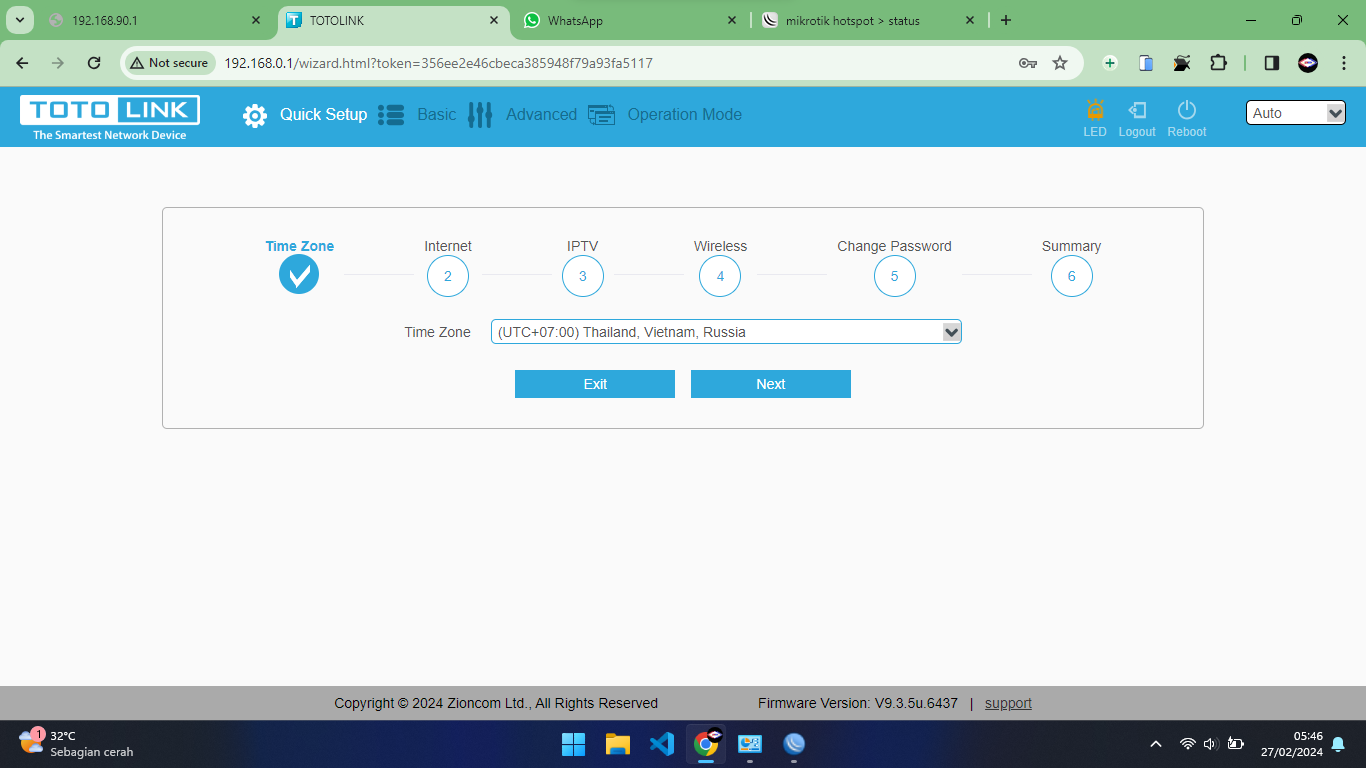 192.168.90.1
TOTOLINK
WhatsApp
mikrotik hotspot > status
Not secure
192.168.0.1/wizard.html?token=356ee2e46cbeca385948f79a93fa5117
TOTO LINK
The Smartest Network Device
Quick Setup
Basic
Advanced
Operation Mode
LED
Logout
Reboot
Auto
Time Zone
Internet
IPTV
Wireless
Change Password
Summary
2
3
4
5
6
Time Zone
(UTC+07:00) Thailand, Vietnam, Russia
Exit
Next
Copyright © 2024 Zioncom Ltd., All Rights Reserved
Firmware Version: V9.3.5u.6437 | support
1
32°C
Sebagian cerah
05:46
27/02/2024